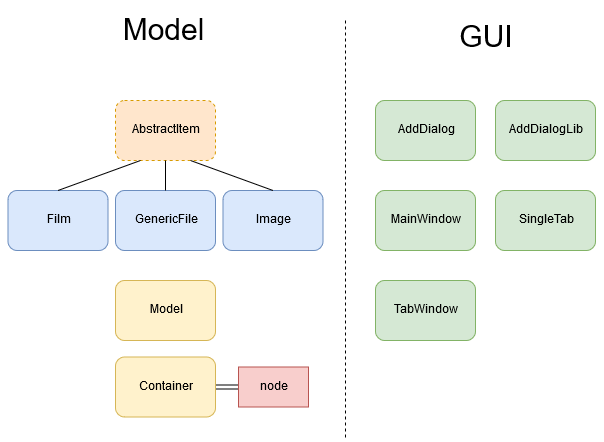 Model
GUI
AbstractItem
AddDialog
AddDialogLib
Film
GenericFile
Image
MainWindow
SingleTab
Model
TabWindow
Container
node